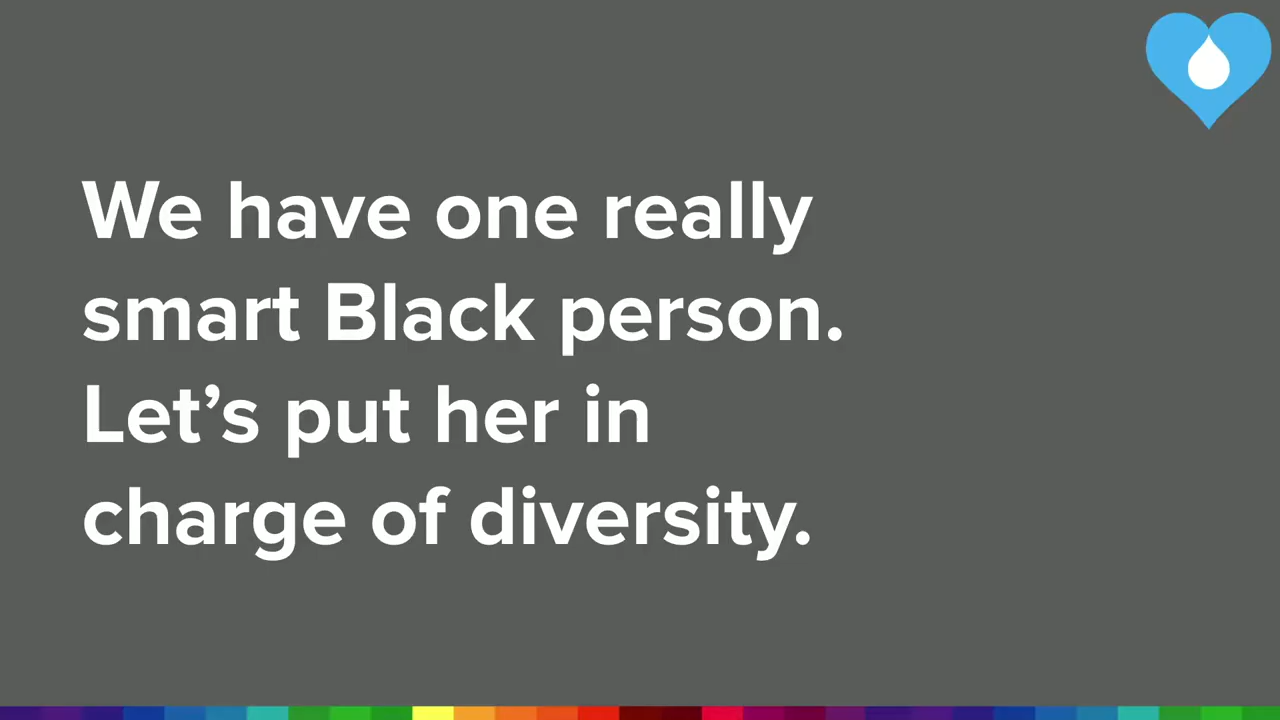 We have one really
smart Black person.
Let’s put her in
charge of diversity.